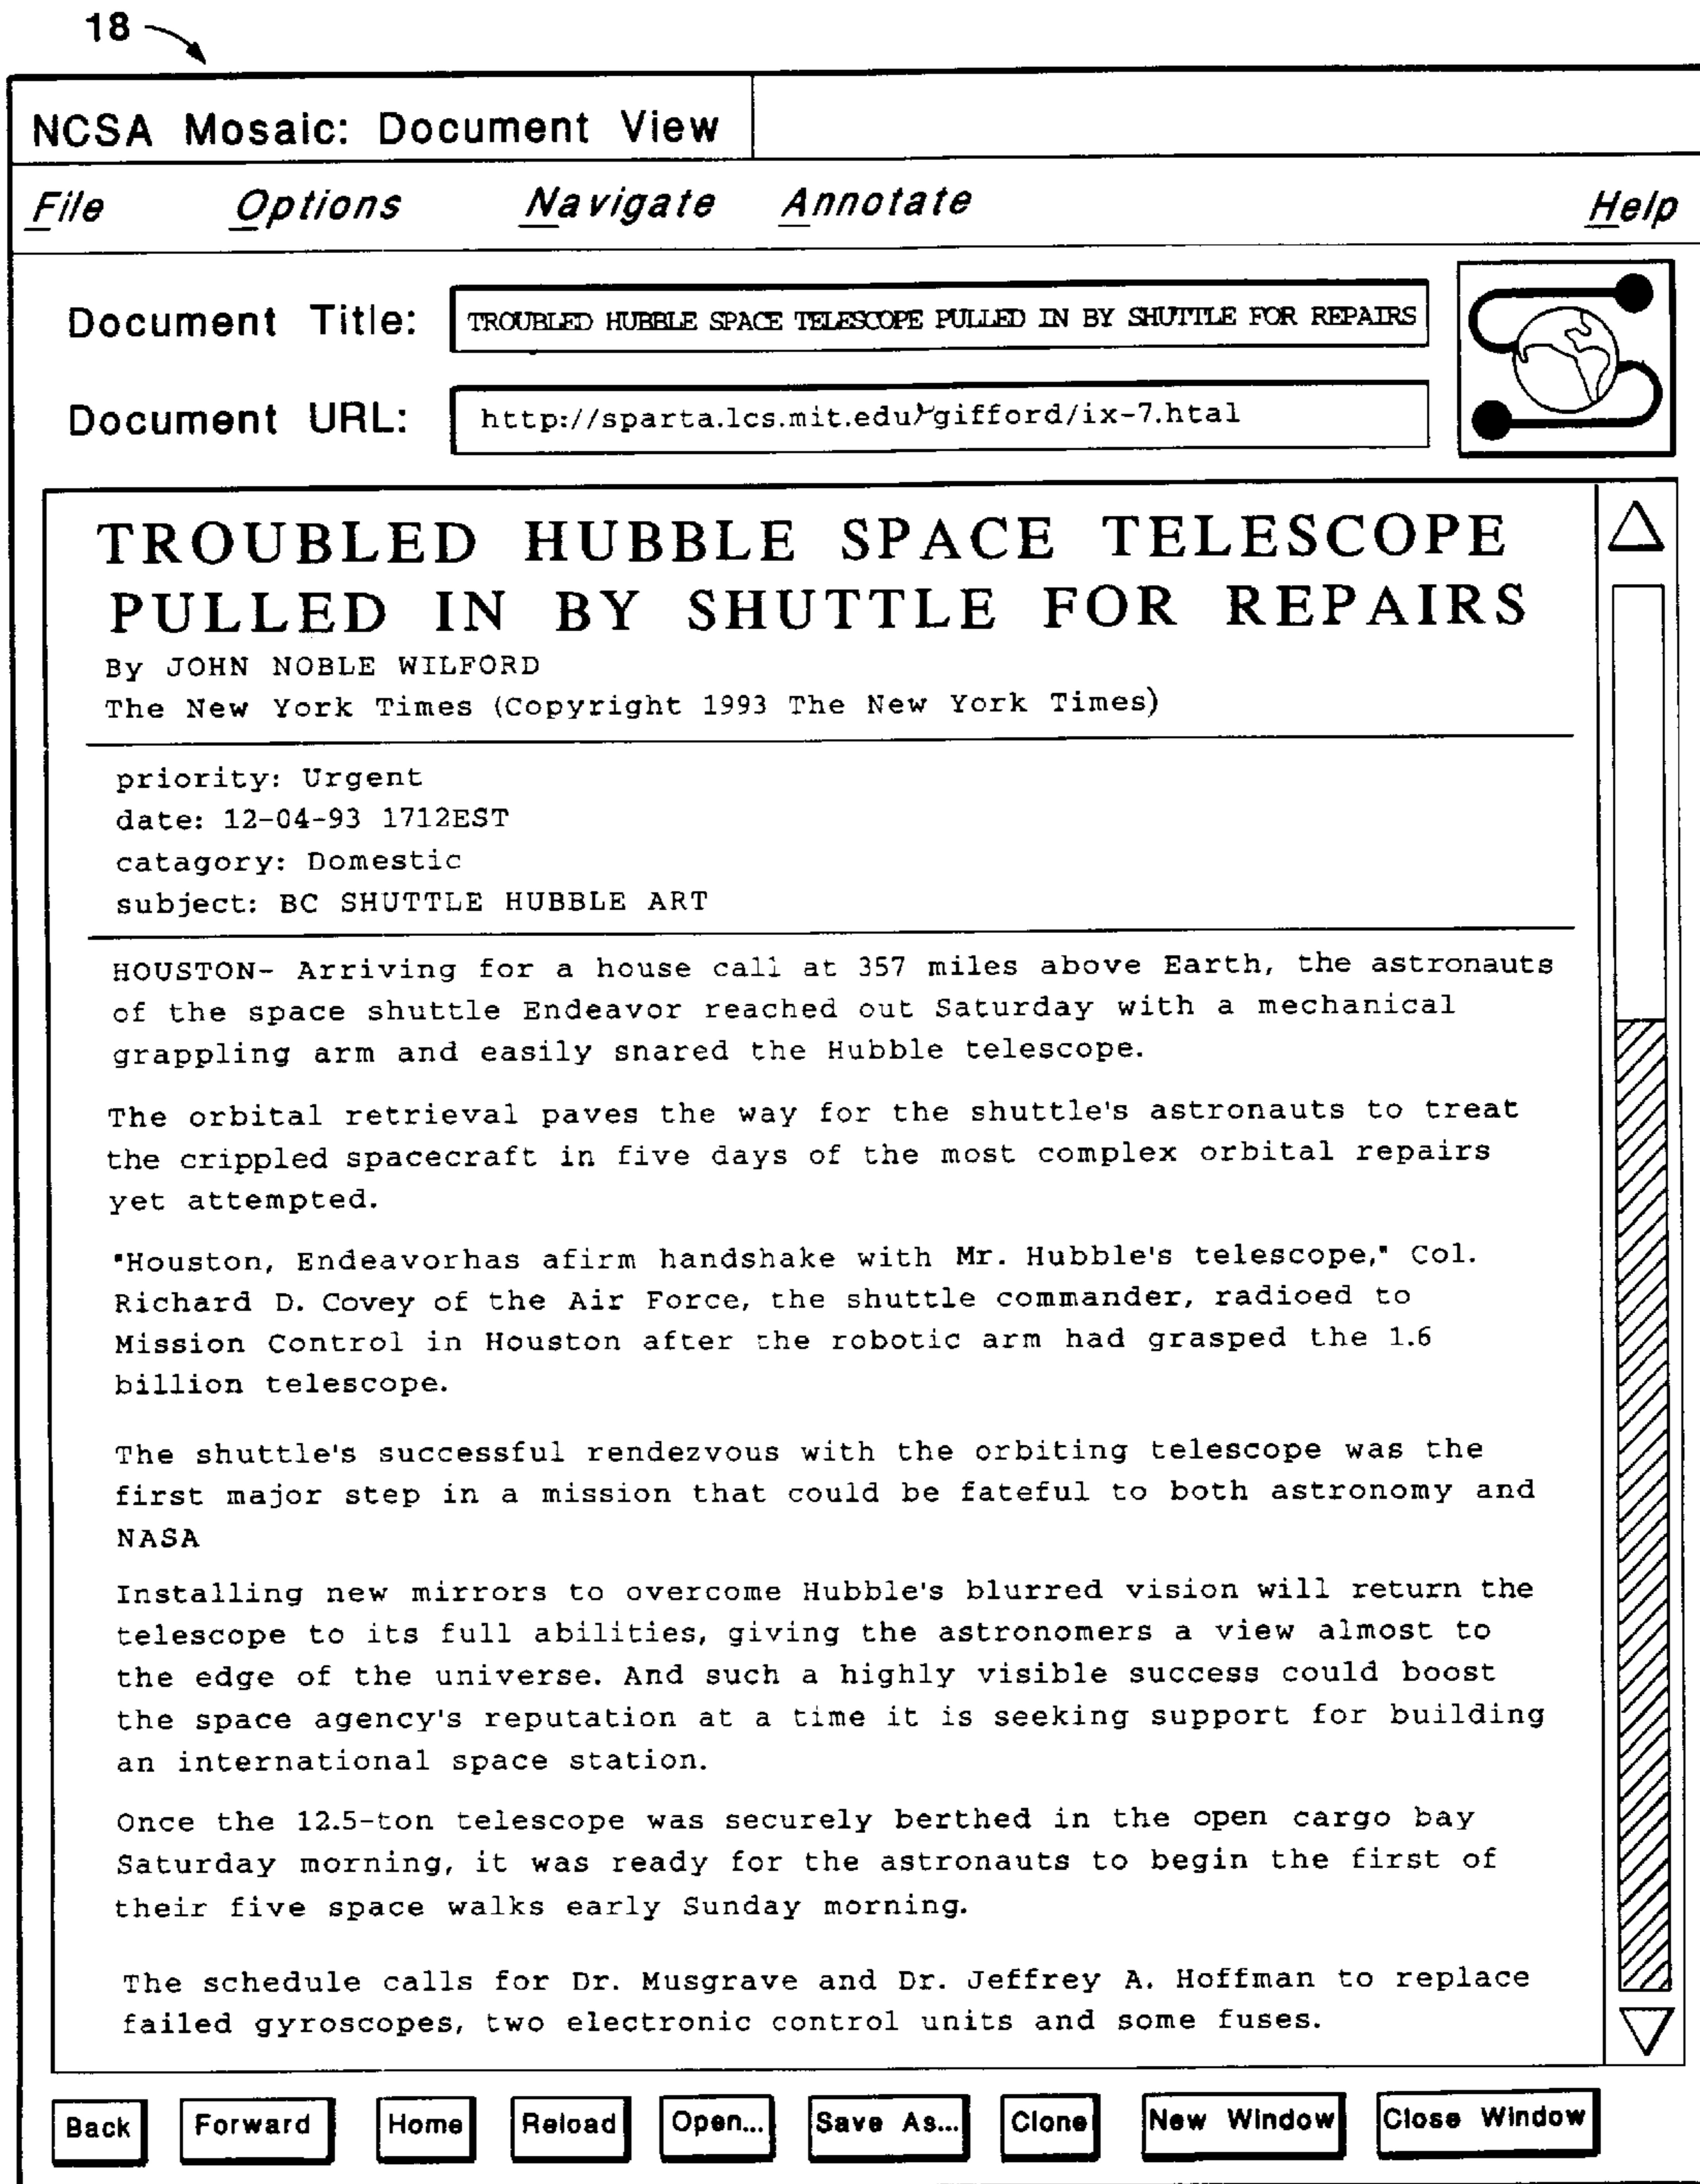 18
NCSA Mosaic: Document View
File Options Navigate Annotate Help
Document Title: TROUBLED HUBBLE SPACE TELESCOPE PULLED IN BY SHUTTLE FOR REPAIRS
Document URL: http://sparta.lcs.mit.edu/~gifford/ix-7.htal
TROUBLED HUBBLE SPACE TELESCOPE
PULLED IN BY SHUTTLE FOR REPAIRS
By JOHN NOBLE WILFORD
The New York Times (Copyright 1993 The New York Times)
priority: Urgent
date: 12-04-93 1712EST
catagory: Domestic
subject: BC SHUTTLE HUBBLE ART
HOUSTON- Arriving for a house call at 357 miles above Earth, the astronauts
of the space shuttle Endeavor reached out Saturday with a mechanical
grappling arm and easily snared the Hubble telescope.
The orbital retrieval paves the way for the shuttle's astronauts to treat
the crippled spacecraft in five days of the most complex orbital repairs
yet attempted.
"Houston, Endeavorhas afirm handshake with Mr. Hubble's telescope," Col.
Richard D. Covey of the Air Force, the shuttle commander, radioed to
Mission Control in Houston after the robotic arm had grasped the 1.6
billion telescope.
The shuttle's successful rendezvous with the orbiting telescope was the
first major step in a mission that could be fateful to both astronomy and
NASA
Installing new mirrors to overcome Hubble's blurred vision will return the
telescope to its full abilities, giving the astronomers a view almost to
the edge of the universe. And such a highly visible success could boost
the space agency's reputation at a time it is seeking support for building
an international space station.
Once the 12.5-ton telescope was securely berthed in the open cargo bay
Saturday morning, it was ready for the astronauts to begin the first of
their five space walks early Sunday morning.
The schedule calls for Dr. Musgrave and Dr. Jeffrey A. Hoffman to replace
failed gyroscopes, two electronic control units and some fuses.
Back Forward Home Reload Open... Save As... Clone New Window Close Window